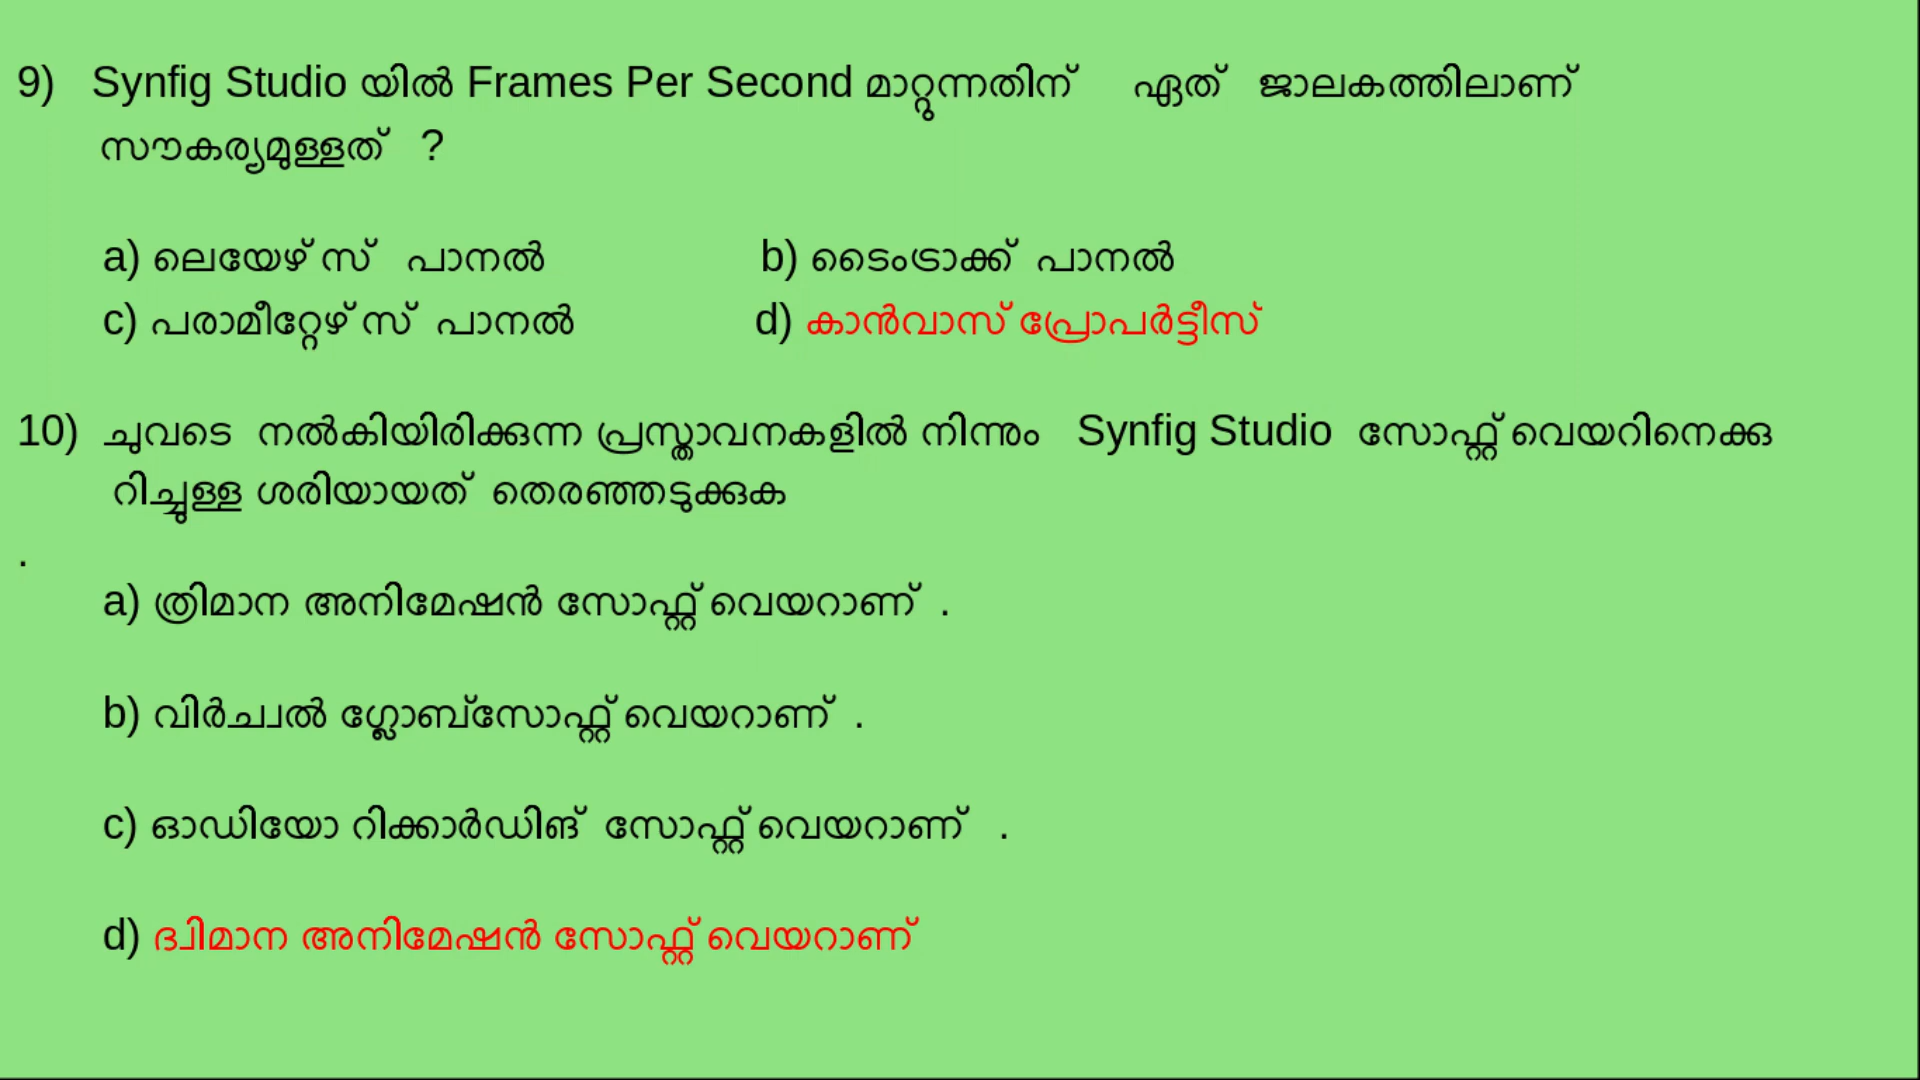 9) Synfig Studio യിൽ Frames Per Second മാറ്റുന്നതിന് ഏത് ജാലകത്തിലാണ്
സൗകര്യമുള്ളത് ?
a) ലെയേഴ് സ് പാനൽ b) ടൈംട്രാക്ക് പാനൽ
c) പരാമീറ്റേഴ് സ് പാനൽ d) കാൻവാസ് പ്രോപർട്ടീസ്
10) ചുവടെ നൽകിയിരിക്കുന്ന പ്രസ്താവനകളിൽ നിന്നും Synfig Studio സോഫ്റ്റ് വെയറിനെക്കു
റിച്ചുള്ള ശരിയായത് തെരഞ്ഞടുക്കുക
.
a) ത്രിമാന അനിമേഷൻ സോഫ്റ്റ് വെയറാണ് .
b) വിർച്വൽ ഗ്ലോബ്സോഫ്റ്റ് വെയറാണ് .
c) ഓഡിയോ റിക്കാർഡിങ് സോഫ്റ്റ് വെയറാണ് .
d) ദ്വിമാന അനിമേഷൻ സോഫ്റ്റ് വെയറാണ്